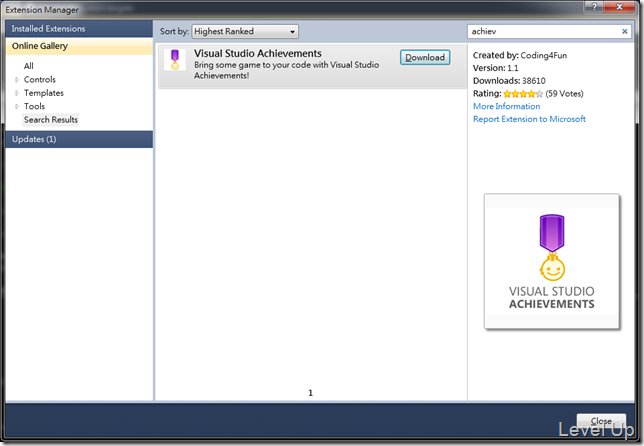 Extension Manager
Installed Extensions
Online Gallery
All
Controls
Templates
Tools
Search Results
Updates (1)
Sort by: Highest Ranked
Visual Studio Achievements
Bring some game to your code with Visual Studio
Achievements!
Download
1
achiev
Created by: Coding4Fun
Version: 1.1
Downloads: 38610
Rating: (59 Votes)
More Information
Report Extension to Microsoft
VISUAL STUDIO
ACHIEVEMENTS
Close
Level Up